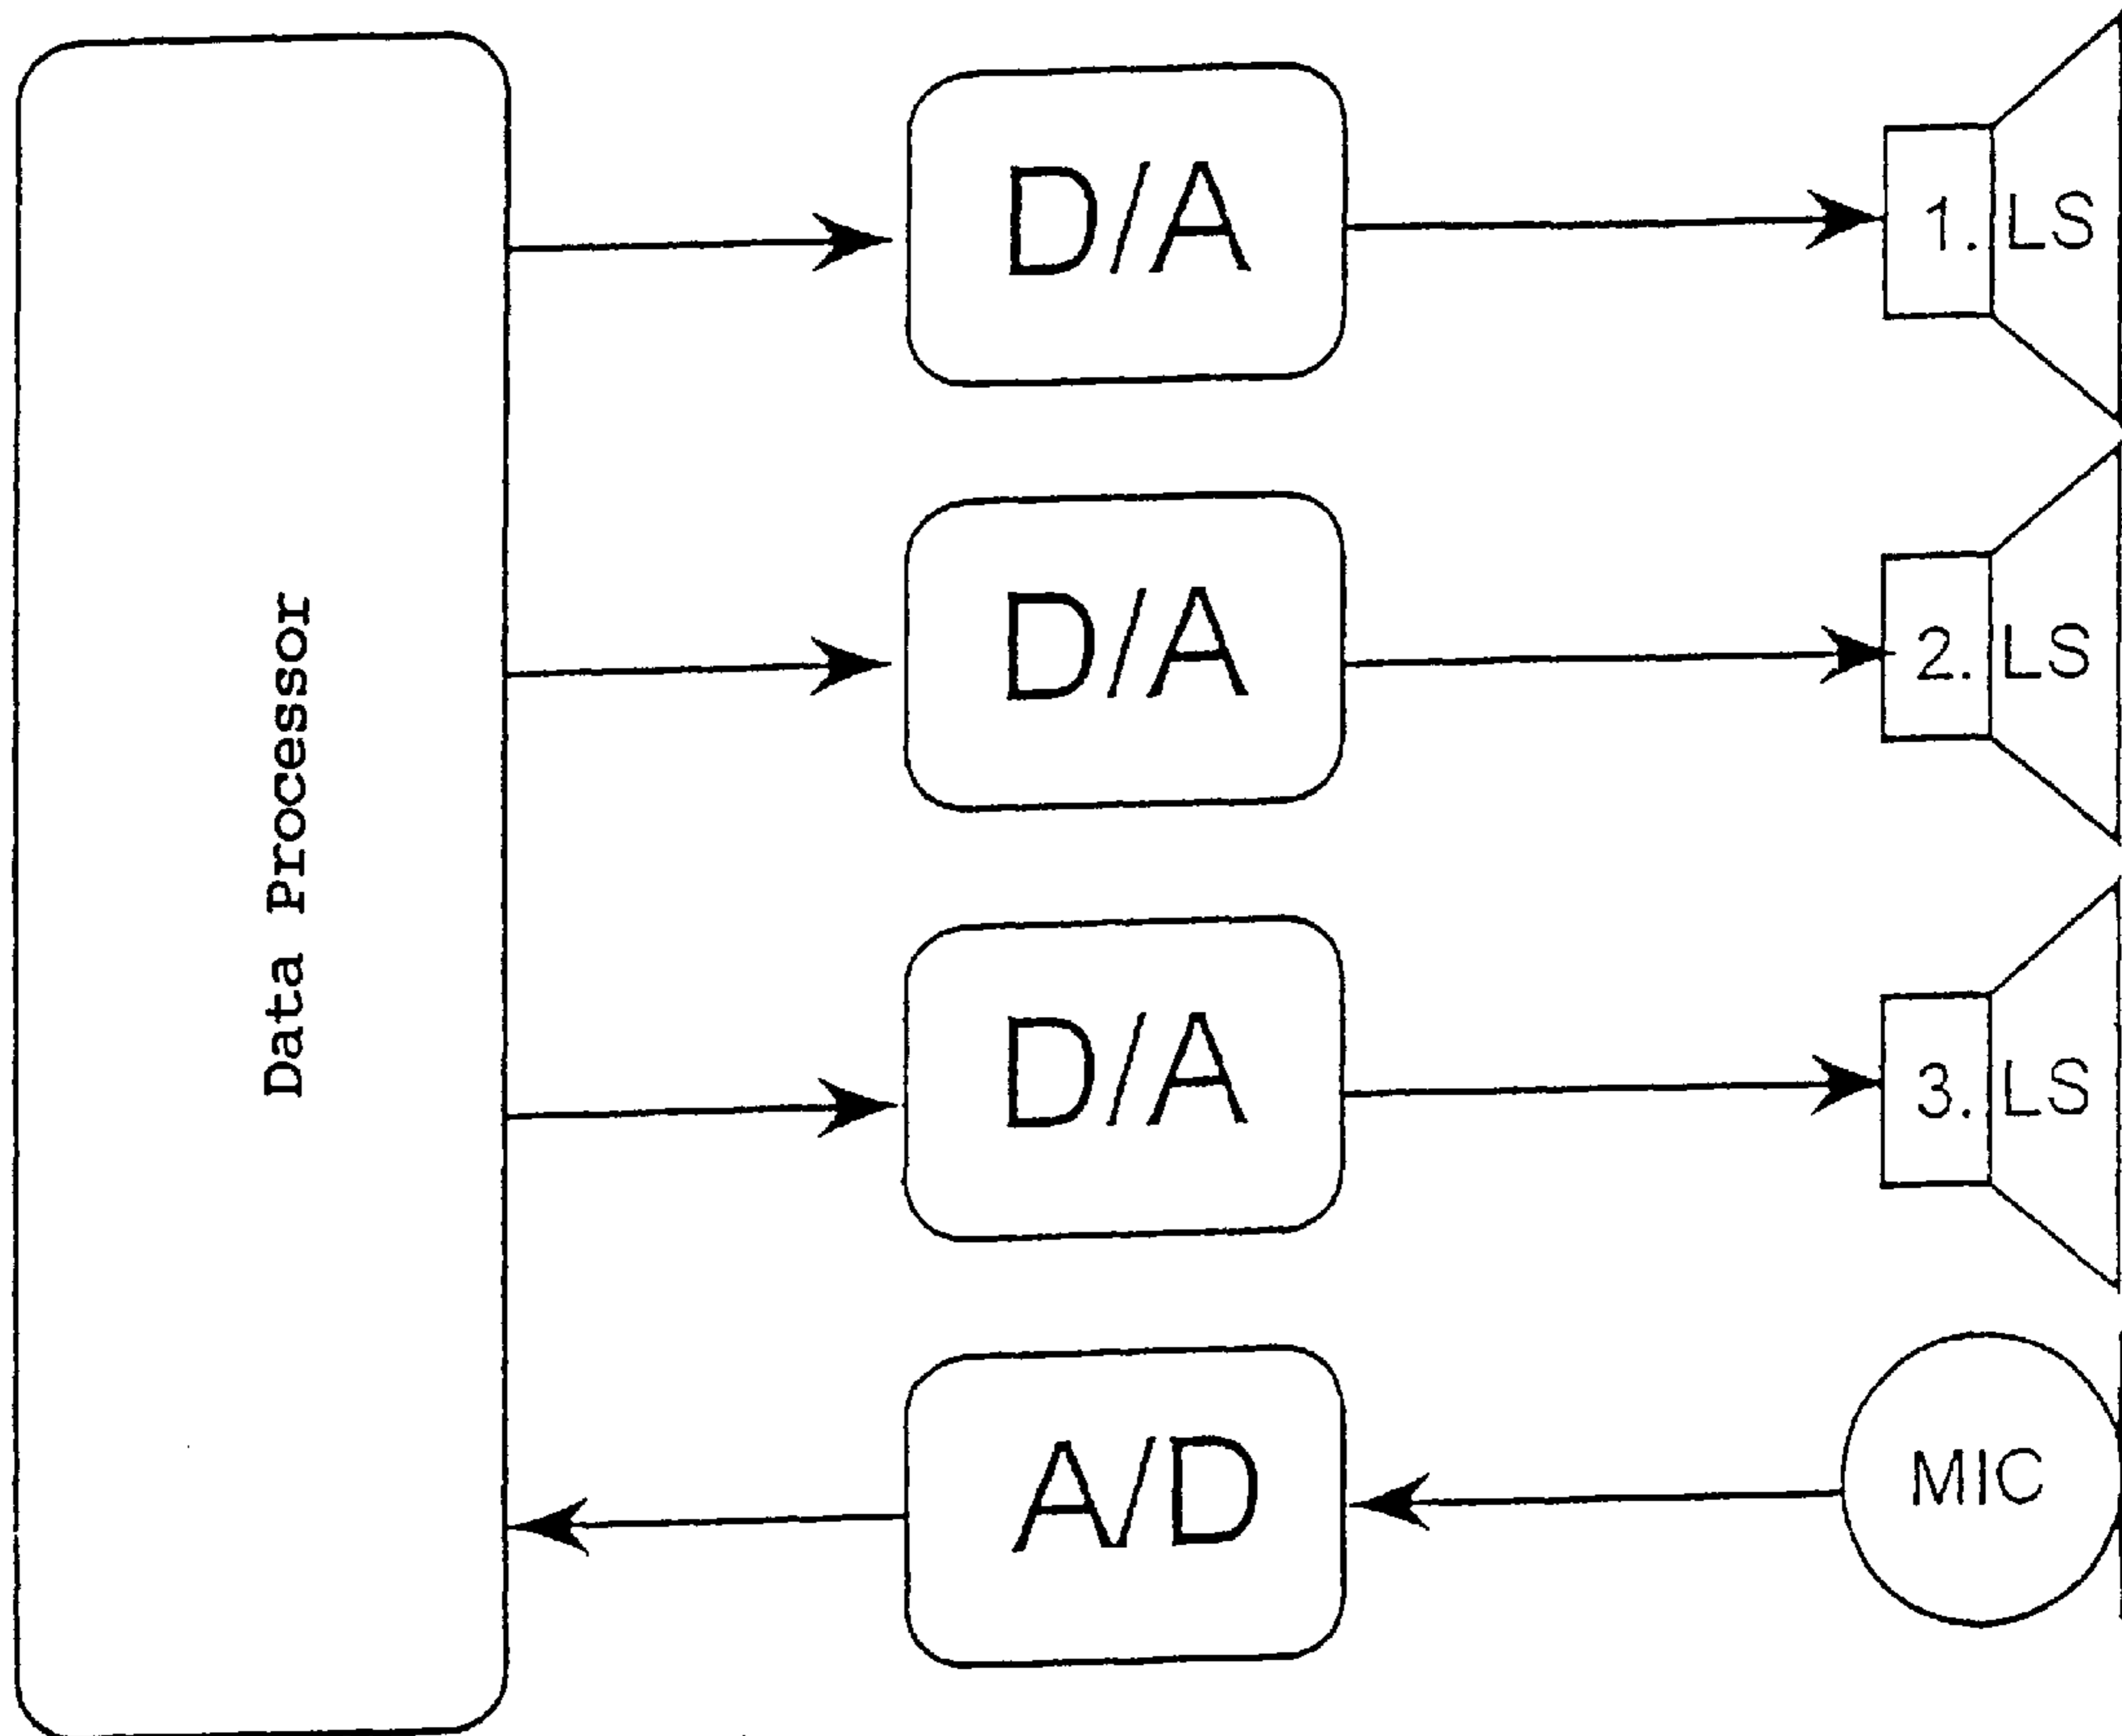 Data Processor
D/A
1. LS
D/A
2. LS
D/A
3. LS
A/D
MIC